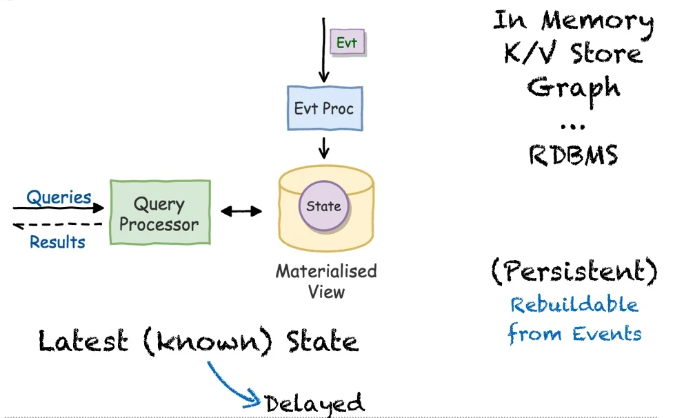 In Memory
K/V Store
Graph
...
RDBMS
Evt
Evt Proc
State
Queries
Results
Query
Processor
Materialised
View
(Persistent)
Rebuildable
from Events
Latest (known) State
Delayed